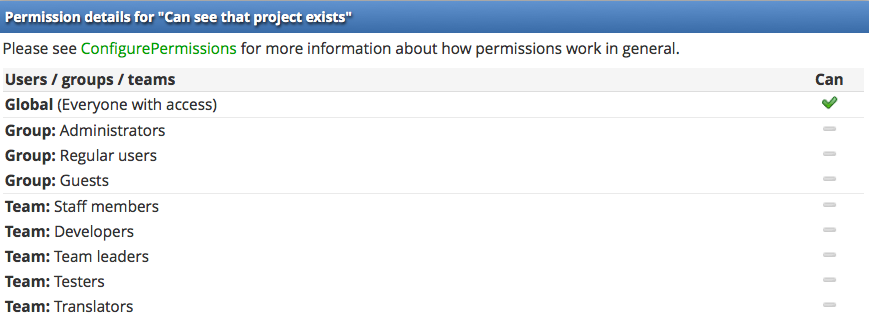 Permission details for "Can see that project exists"
Please see ConfigurePermissions for more information about how permissions work in general.
Users / groups / teams Can
Global (Everyone with access)
Group: Administrators
Group: Regular users
Group: Guests
Team: Staff members
Team: Developers
Team: Team leaders
Team: Testers
Team: Translators